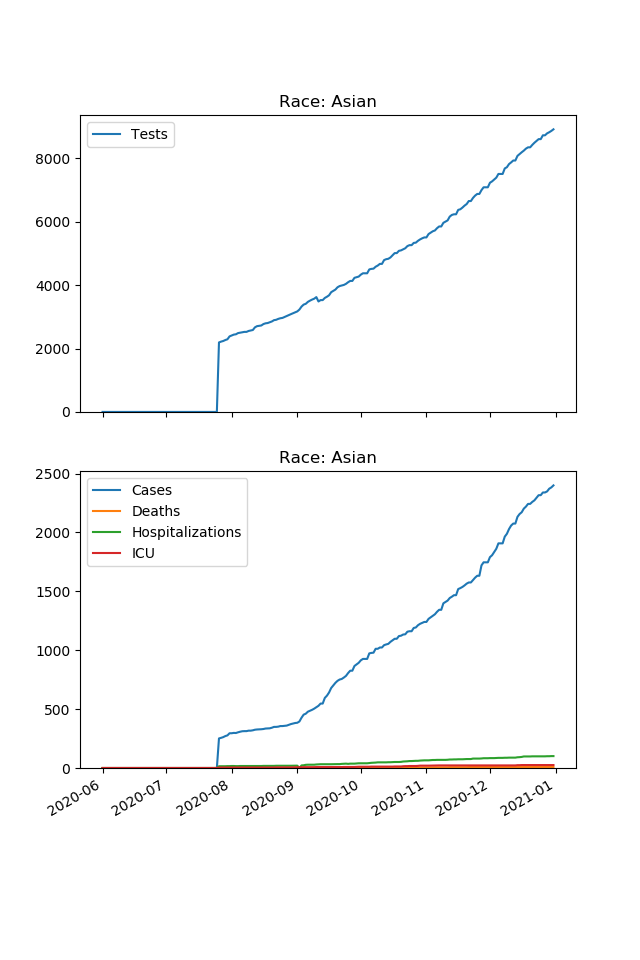 Race: Asian
Tests
8000
6000
4000
2000
0
Race: Asian
Cases
Deaths
Hospitalizations
ICU
2500
2000
1500
1000
500
0
2020-06
2020-07
2020-08
2020-09
2020-10
2020-11
2020-12
2021-01